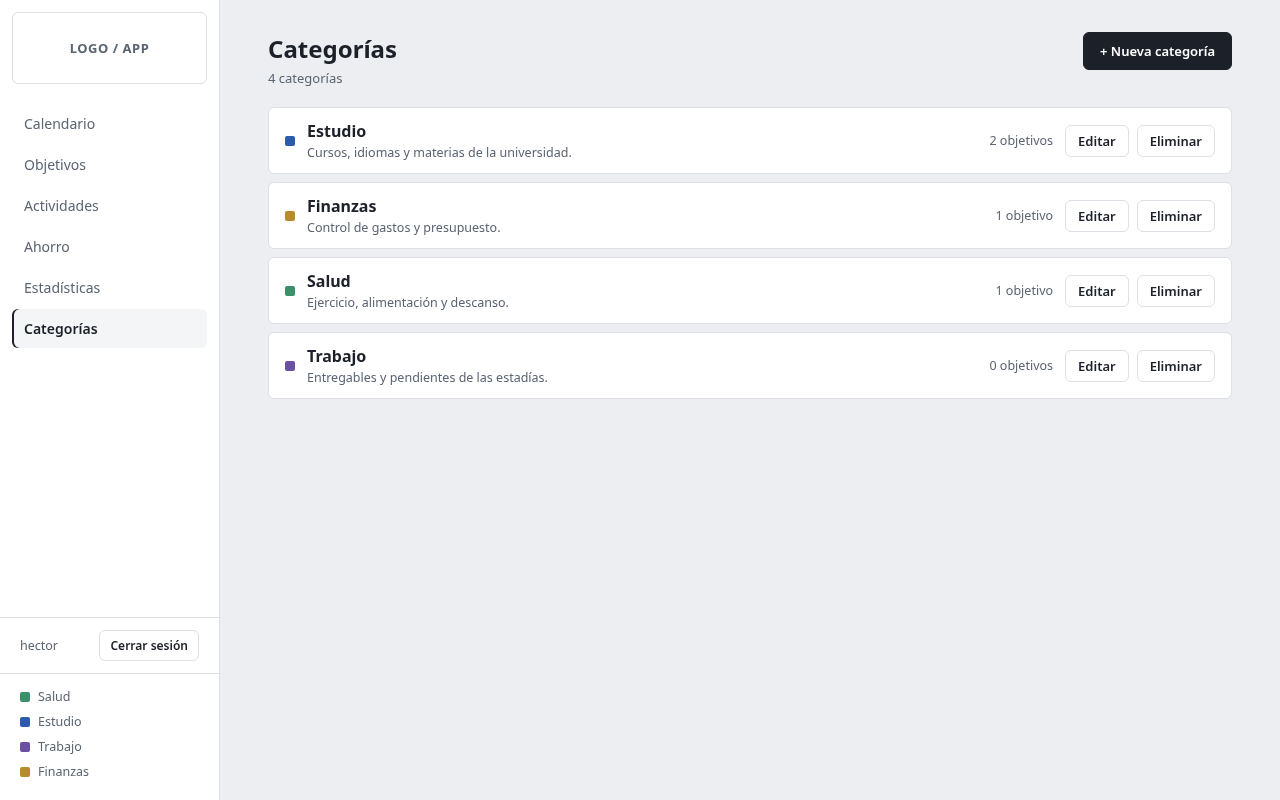 LOGO / APP
Calendario
Objetivos
Actividades
Ahorro
Estadísticas
Categorías
hector
Cerrar sesión
Salud
Estudio
Trabajo
Finanzas
Categorías
4 categorías
+ Nueva categoría
Estudio
Cursos, idiomas y materias de la universidad.
2 objetivos
Editar
Eliminar
Finanzas
Control de gastos y presupuesto.
1 objetivo
Editar
Eliminar
Salud
Ejercicio, alimentación y descanso.
1 objetivo
Editar
Eliminar
Trabajo
Entregables y pendientes de las estadías.
0 objetivos
Editar
Eliminar